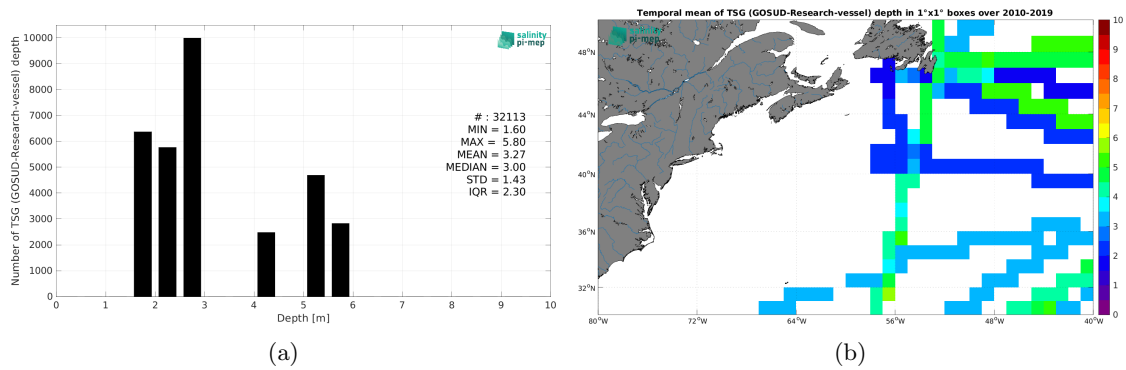 10000
9000
8000
7000
6000
5000
4000
3000
2000
1000
0
Number of TSG (GOSUD-Research-vessel) depth
0 1 2 3 4 5 6 7 8 9 10
Depth [m]
salinity
pi-mep
# : 32113
MIN = 1.60
MAX = 5.80
MEAN = 3.27
MEDIAN = 3.00
STD = 1.43
IQR = 2.30
(a)
Temporal mean of TSG (GOSUD-Research-vessel) depth in 1°x1° boxes over 2010-2019
salinity
pi-mep
48°N
44°N
40°N
36°N
32°N
80°W 72°W 64°W 56°W 48°W 40°W
10
9
8
7
6
5
4
3
2
1
0
(b)